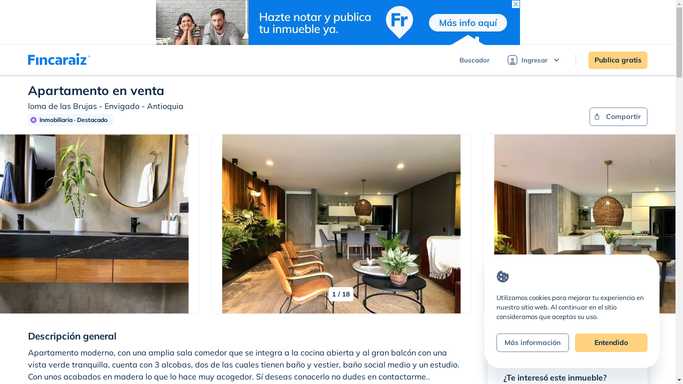 Hazte notar y publica
tu inmueble ya.
Fr
Más info aquí
Fincaraiz
Buscador
Ingresar
Publica gratis
Apartamento en venta
loma de las Brujas - Envigado - Antioquia
Inmobiliaria · Destacado
Compartir
1 / 18
Utilizamos cookies para mejorar tu experiencia en
nuestro sitio web. Al continuar en el sitio
consideramos que aceptas su uso.
Más información
Entendido
Descripción general
Apartamento moderno, con una amplia sala comedor que se integra a la cocina abierta y al gran balcón con una
vista verde tranquilla, cuenta con 3 alcobas, dos de las cuales tienen baño y vestier, baño social medio y un estudio.
Con unos acabados en madera lo que lo hace muy acogedor. Sí deseas conocerlo no dudes en contactarme..
¿Te interesó este inmueble?